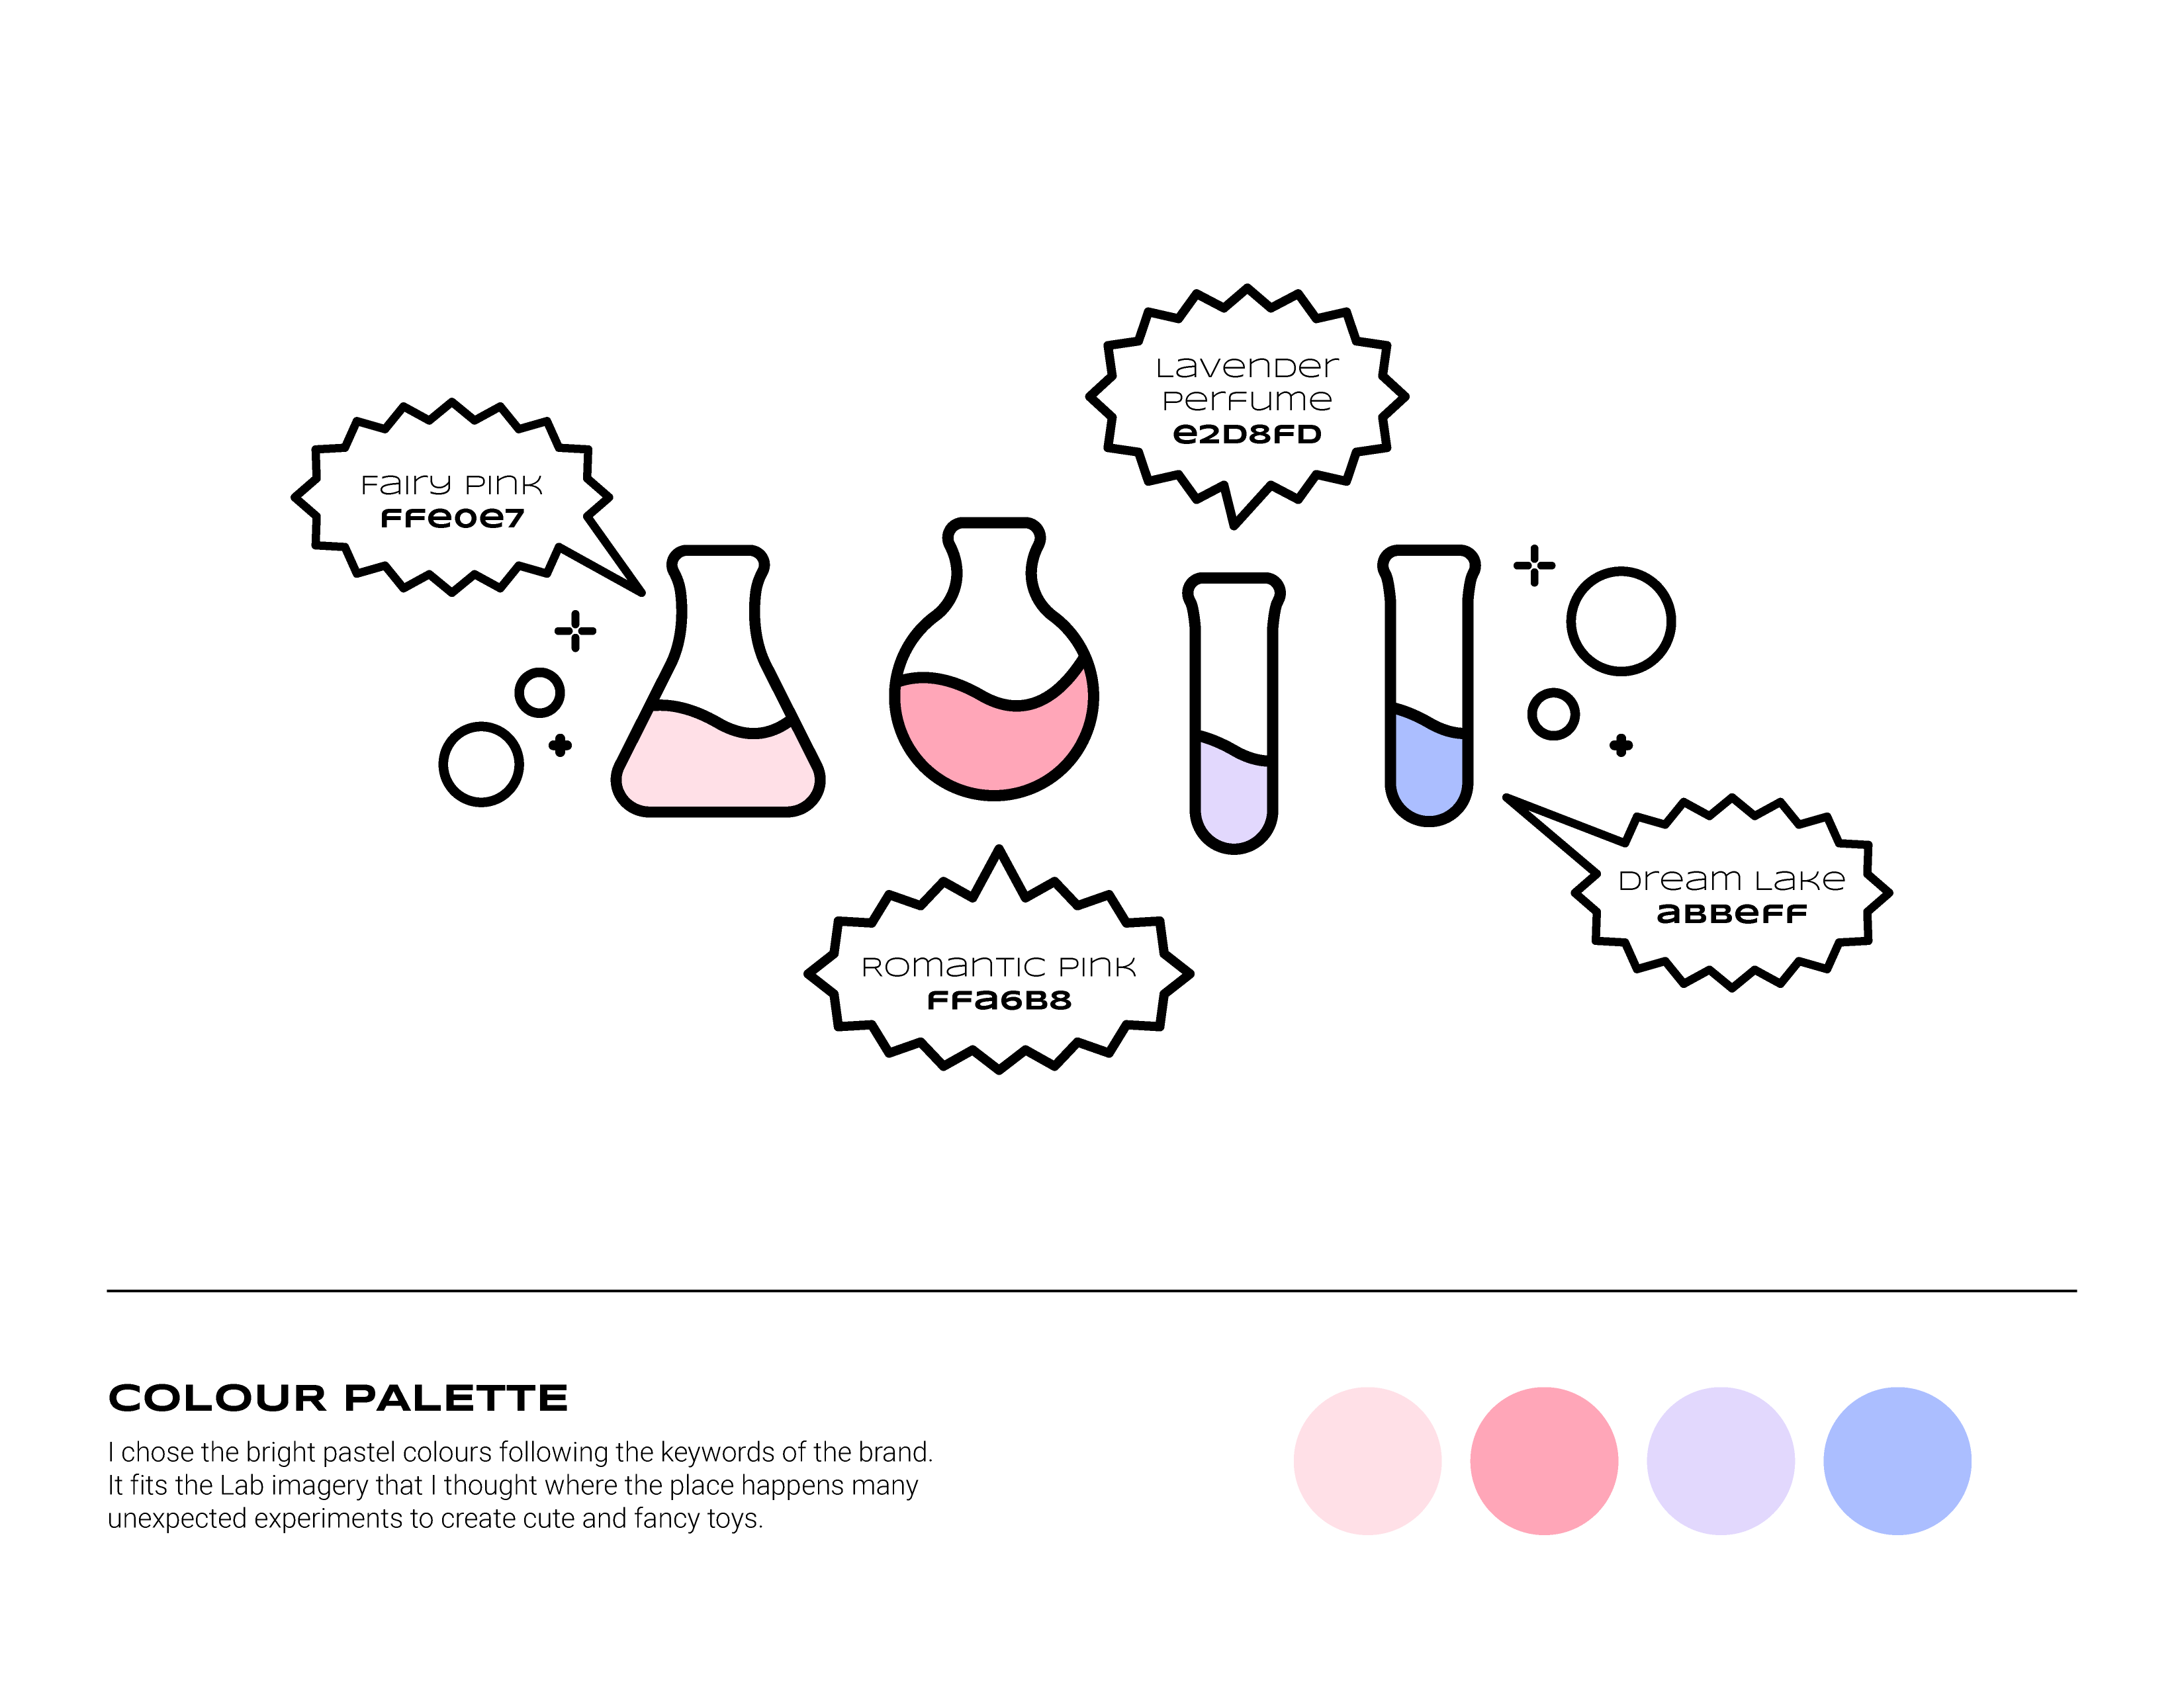 Lavender
Perfume
e2D8FD
Fairy Pink
FFe0e7
Dream Lake
aBBeFF
Romantic Pink
FFa6B8
COLOUR PALETTE
I chose the bright pastel colours following the keywords of the brand.
It fits the Lab imagery that I thought where the place happens many
unexpected experiments to create cute and fancy toys.